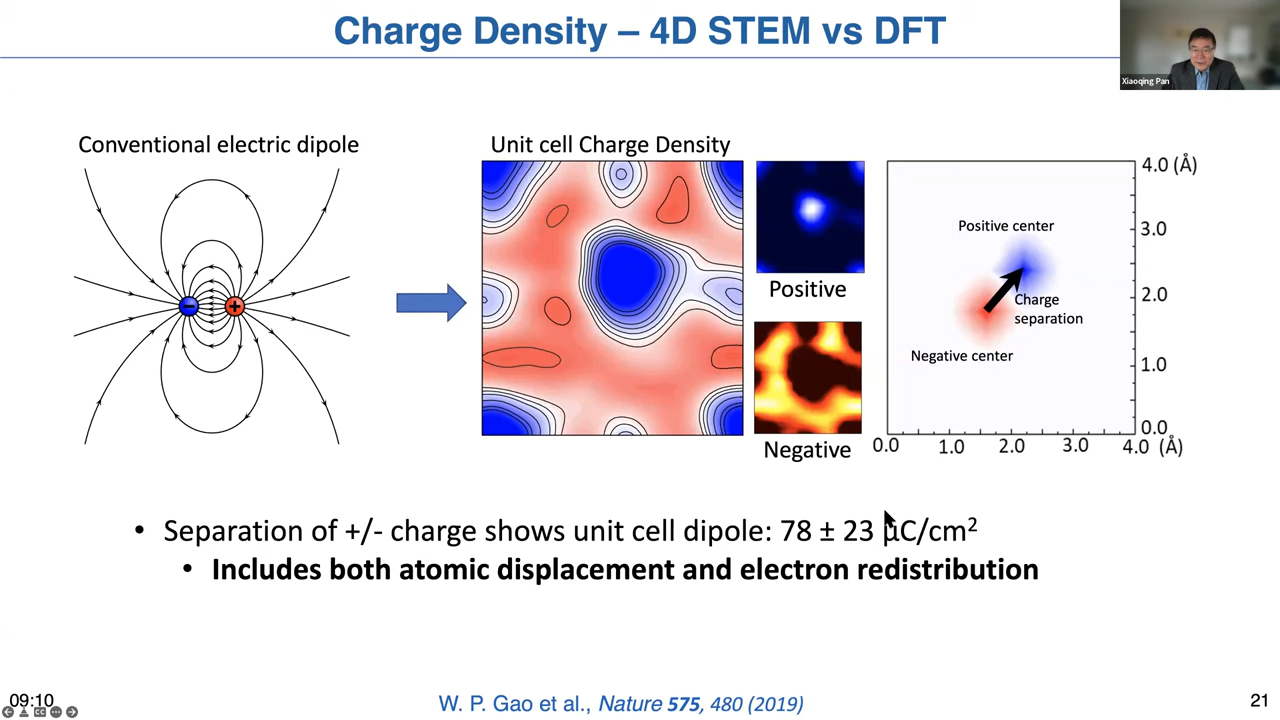 Charge Density – 4D STEM vs DFT
Xiaoqing Pan
Conventional electric dipole
− +
Unit cell Charge Density
Positive
Negative
Positive center
Charge
separation
Negative center
4.0 (Å)
3.0
2.0
1.0
0.0
0.0 1.0 2.0 3.0 4.0 (Å)
• Separation of +/- charge shows unit cell dipole: 78 ± 23 µC/cm²
• Includes both atomic displacement and electron redistribution
09:10
CC
W. P. Gao et al., Nature 575, 480 (2019)
21